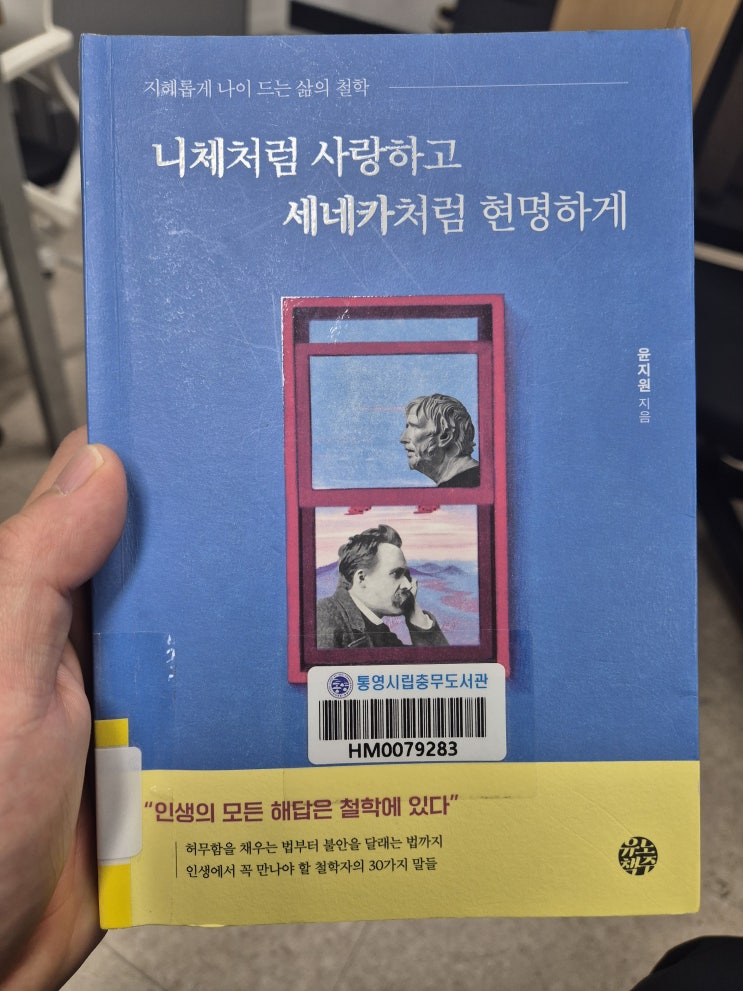 지혜롭게 나이 드는 삶의 철학
니체처럼 사랑하고
세네카처럼 현명하게
윤지원 지음
통영시립충무도서관
HM0079283
“인생의 모든 해답은 철학에 있다”
허무함을 채우는 법부터 불안을 달래는 법까지
인생에서 꼭 만나야 할 철학자의 30가지 말들
유노
책주